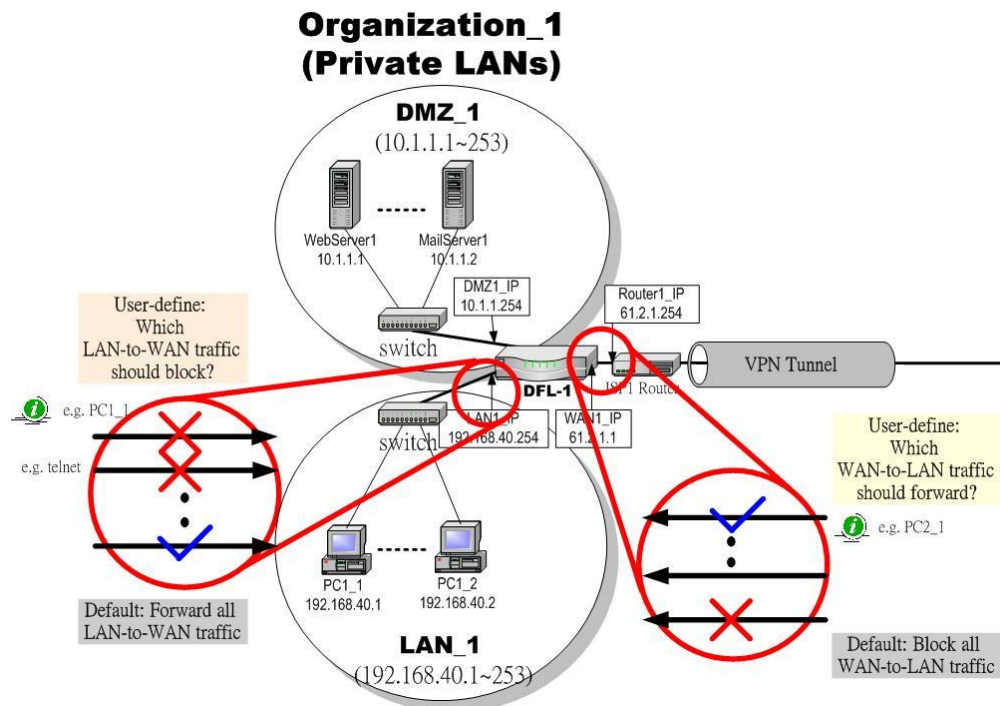 Organization_1
(Private LANs)
DMZ_1
(10.1.1.1~253)
WebServer1
10.1.1.1
MailServer1
10.1.1.2
DMZ1_IP
10.1.1.254
Router1_IP
61.2.1.254
switch
DFL-1
ISP1 Router
VPN Tunnel
User-define:
Which
LAN-to-WAN traffic
should block?
e.g. PC1_1
e.g. telnet
Default: Forward all
LAN-to-WAN traffic
switch
LAN1_IP
192.168.40.254
WAN1_IP
61.2.1.1
User-define:
Which
WAN-to-LAN traffic
should forward?
e.g. PC2_1
Default: Block all
WAN-to-LAN traffic
PC1_1
192.168.40.1
PC1_2
192.168.40.2
LAN_1
(192.168.40.1~253)